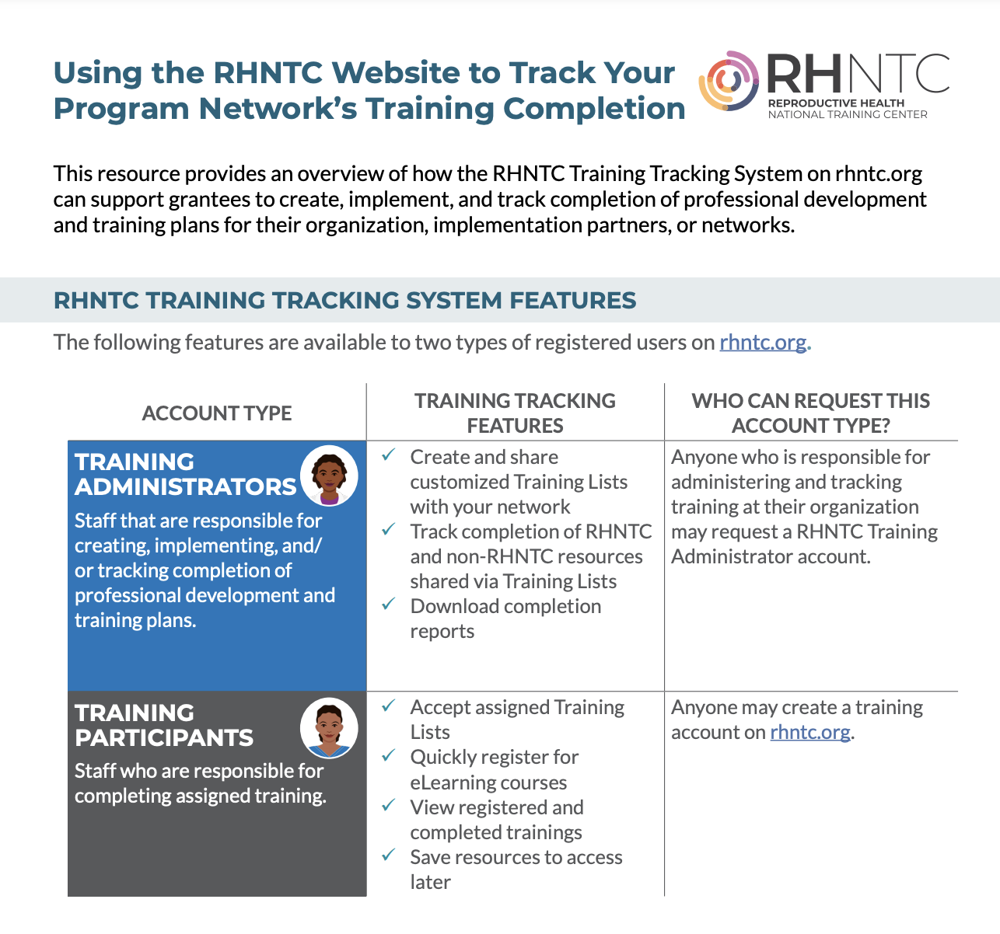 Using the RHNTC Website to Track Your
Program Network's Training Completion
RHNTC
REPRODUCTIVE HEALTH
NATIONAL TRAINING CENTER
This resource provides an overview of how the RHNTC Training Tracking System on rhntc.org
can support grantees to create, implement, and track completion of professional development
and training plans for their organization, implementation partners, or networks.
RHNTC TRAINING TRACKING SYSTEM FEATURES
The following features are available to two types of registered users on rhntc.org.
ACCOUNT TYPE
TRAINING TRACKING
FEATURES
WHO CAN REQUEST THIS
ACCOUNT TYPE?
TRAINING
ADMINISTRATORS
Staff that are responsible for
creating, implementing, and/
or tracking completion of
professional development and
training plans.
✓ Create and share
customized Training Lists
with your network
✓ Track completion of RHNTC
and non-RHNTC resources
shared via Training Lists
✓ Download completion
reports
Anyone who is responsible for
administering and tracking
training at their organization
may request a RHNTC Training
Administrator account.
TRAINING
PARTICIPANTS
Staff who are responsible for
completing assigned training.
✓ Accept assigned Training
Lists
✓ Quickly register for
eLearning courses
✓ View registered and
completed trainings
✓ Save resources to access
later
Anyone may create a training
account on rhntc.org.